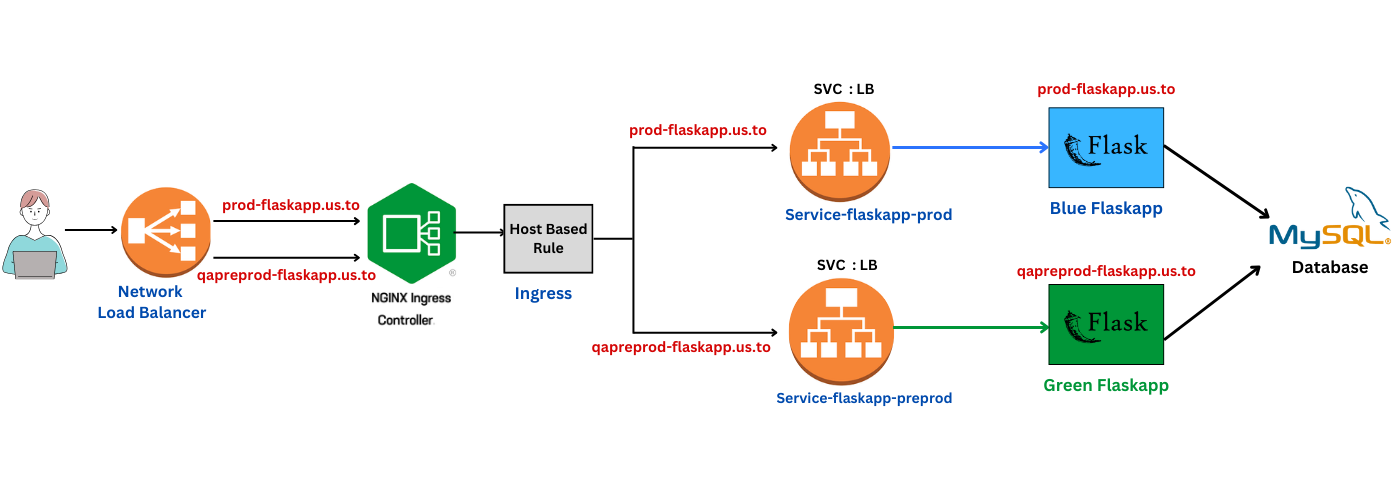 SVC : LB
prod-flaskapp.us.to
prod-flaskapp.us.to
Flask
Service-flaskapp-prod
Blue Flaskapp
prod-flaskapp.us.to
qapreprod-flaskapp.us.to
Network
Load Balancer
®
NGINX Ingress
Controller
Host Based
Rule
Ingress
MySQL®
Database
SVC : LB
qapreprod-flaskapp.us.to
qapreprod-flaskapp.us.to
Flask
Service-flaskapp-preprod
Green Flaskapp